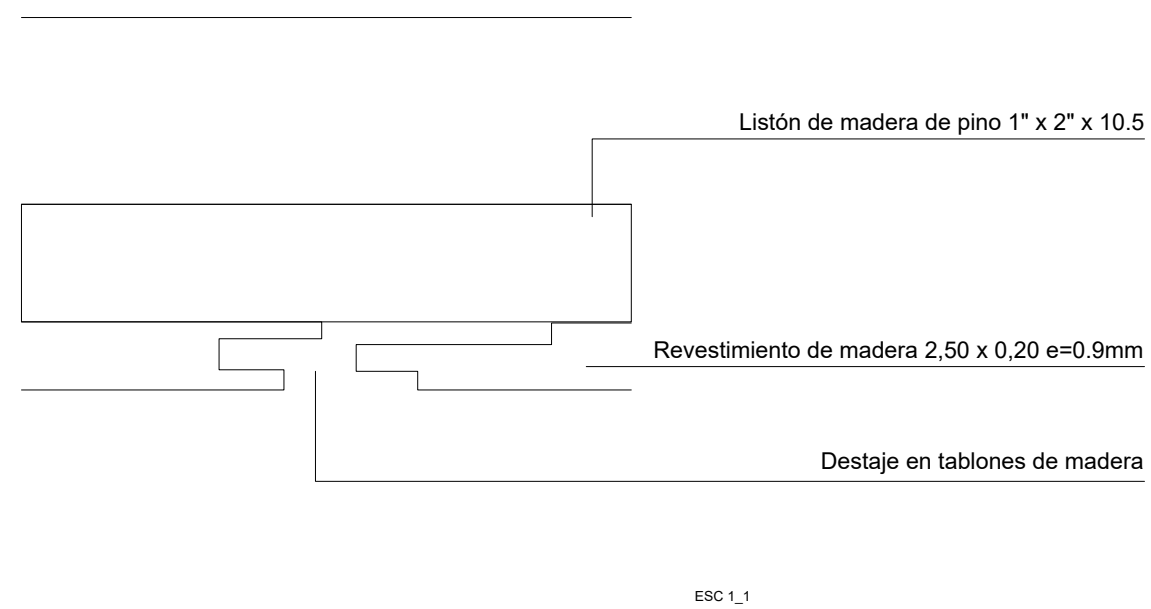 Listón de madera de pino 1" x 2" x 10.5
Revestimiento de madera 2,50 x 0,20 e=0.9mm
Destaje en tablones de madera
ESC 1_1